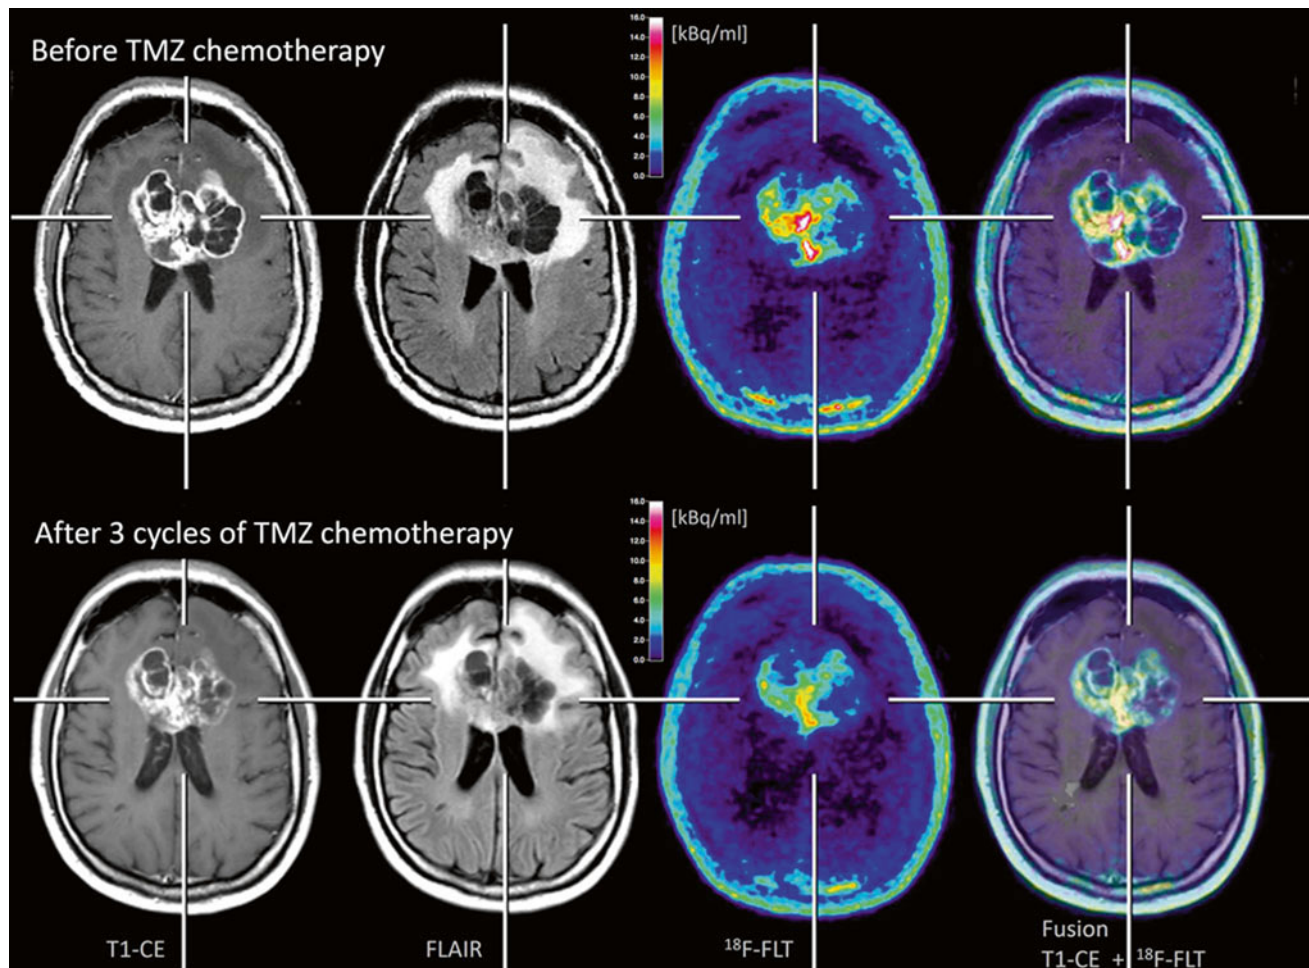 Before TMZ chemotherapy
[kBq/ml]
16.0
14.0
12.0
10.0
8.0
6.0
4.0
2.0
0.0
After 3 cycles of TMZ chemotherapy
[kBq/ml]
16.0
14.0
12.0
10.0
8.0
6.0
4.0
2.0
0.0
T1-CE
FLAIR
¹⁸F-FLT
Fusion
T1-CE + ¹⁸F-FLT